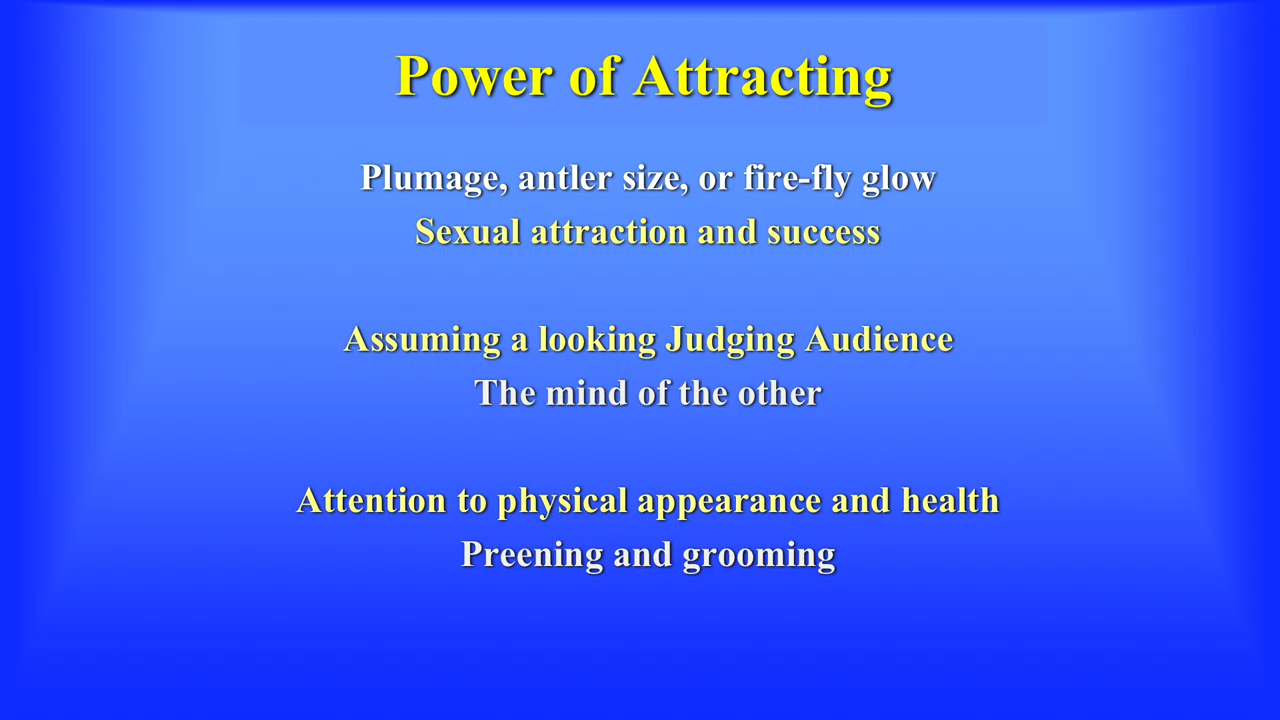 Power of Attracting
Plumage, antler size, or fire-fly glow
Sexual attraction and success
Assuming a looking Judging Audience
The mind of the other
Attention to physical appearance and health
Preening and grooming